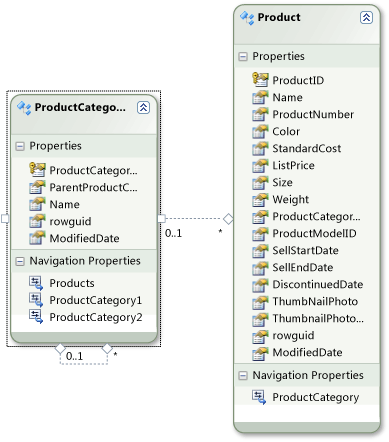 ProductCatego...
Properties
ProductCategor...
ParentProductC...
Name
rowguid
ModifiedDate
Navigation Properties
Products
ProductCategory1
ProductCategory2
0..1
*
0..1
*
Product
Properties
ProductID
Name
ProductNumber
Color
StandardCost
ListPrice
Size
Weight
ProductCategor...
ProductModelID
SellStartDate
SellEndDate
DiscontinuedDate
ThumbNailPhoto
ThumbnailPhoto...
rowguid
ModifiedDate
Navigation Properties
ProductCategory